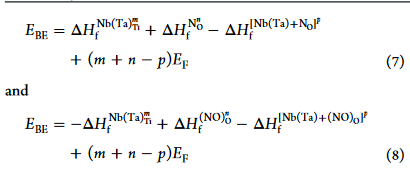 E_BE = ΔH_f^{Nb(Ta)_Ti^m} + ΔH_f^{N_O^n} − ΔH_f^{[Nb(Ta)+N_O]^p}
+ (m + n − p)E_F (7)
and
E_BE = −ΔH_f^{Nb(Ta)_Ti^m} + ΔH_f^{(NO)_O^n} − ΔH_f^{[Nb(Ta)+(NO)_O]^p}
+ (m + n − p)E_F (8)